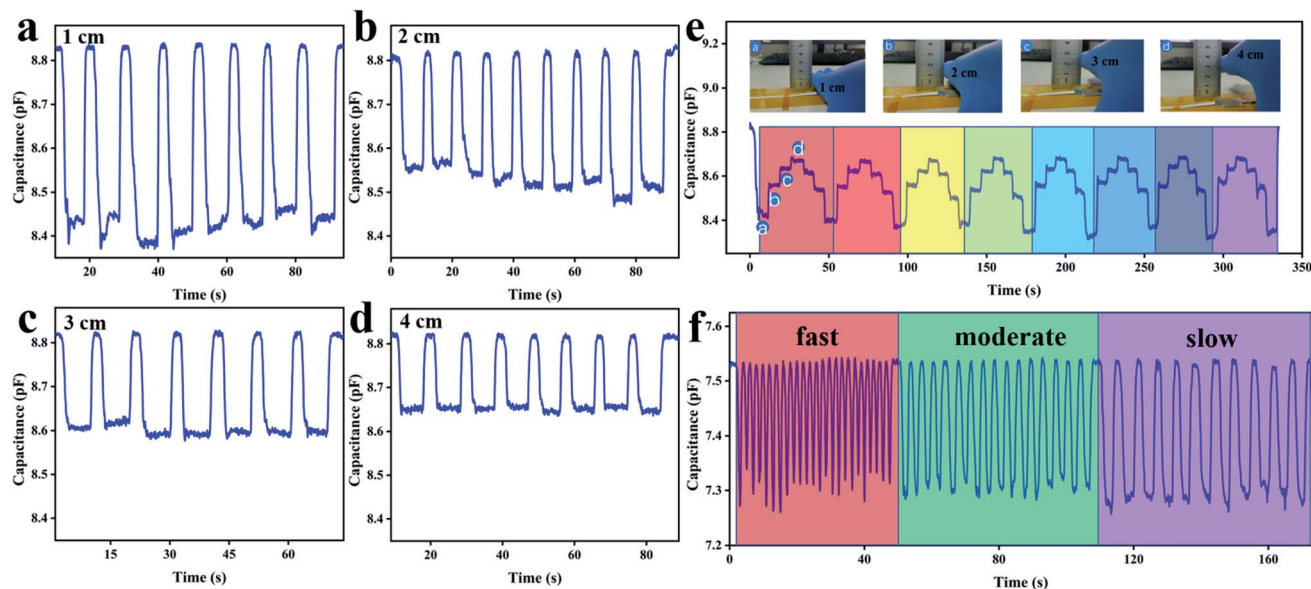 a
1 cm
8.8
8.7
8.6
8.5
8.4
Capacitance (pF)
20
40
60
80
Time (s)
b
2 cm
8.8
8.7
8.6
8.5
8.4
Capacitance (pF)
0
20
40
60
80
Time (s)
c
3 cm
8.8
8.7
8.6
8.5
8.4
Capacitance (pF)
15
30
45
60
Time (s)
d
4 cm
8.8
8.7
8.6
8.5
8.4
Capacitance (pF)
20
40
60
80
Time (s)
e
9.2
9.0
8.8
8.6
8.4
Capacitance (pF)
a
1 cm
b
2 cm
c
3 cm
d
4 cm
d
c
b
a
0
50
100
150
200
250
300
350
Time (s)
f
fast
moderate
slow
7.6
7.5
7.4
7.3
7.2
Capacitance (pF)
0
40
80
120
160
Time (s)